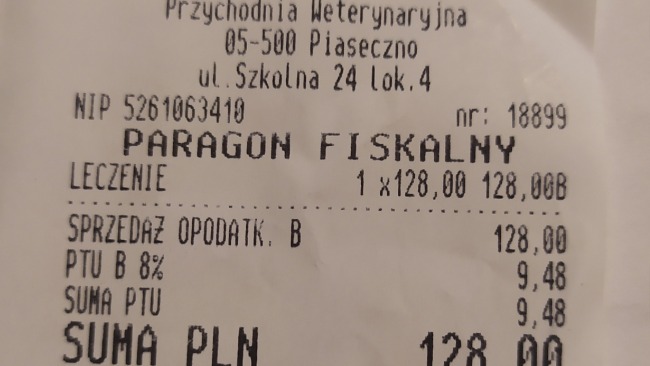 Przychodnia Weterynaryjna
05-500 Piaseczno
ul.Szkolna 24 lok.4
NIP 5261063410 nr: 18899
PARAGON FISKALNY
LECZENIE 1 x128,00 128,00B
SPRZEDAŻ OPODATK. B 128,00
PTU B 8% 9,48
SUMA PTU 9,48
SUMA PLN 128,00